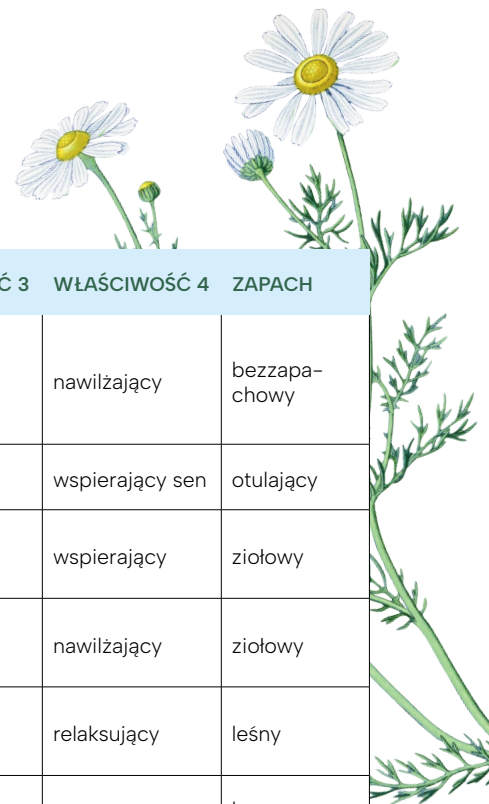 Ć 3 WŁAŚCIWOŚĆ 4 ZAPACH
nawilżający bezzapa-
chowy
wspierający sen otulający
wspierający ziołowy
nawilżający ziołowy
relaksujący leśny